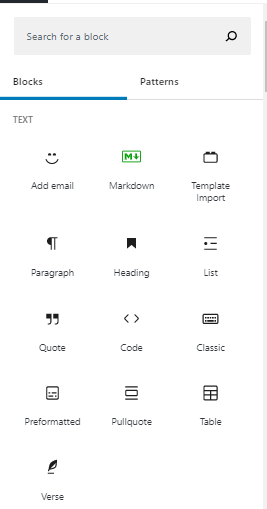 Search for a block
Blocks Patterns
TEXT
Add email Markdown Template
Import
Paragraph Heading List
Quote Code Classic
Preformatted Pullquote Table
Verse